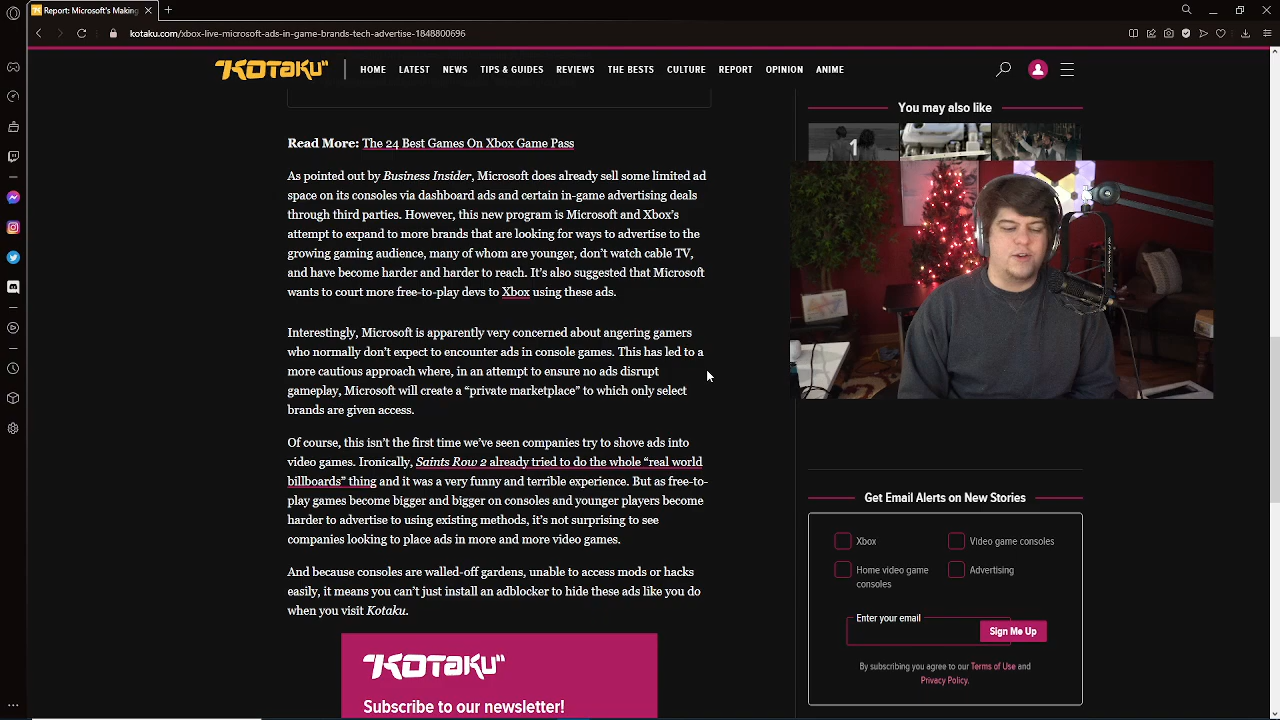 Report: Microsoft's Making
kotaku.com/xbox-live-microsoft-ads-in-game-brands-tech-advertise-1848800696
KOTAKU
HOME LATEST NEWS TIPS & GUIDES REVIEWS THE BESTS CULTURE REPORT OPINION ANIME
You may also like
1
Read More: The 24 Best Games On Xbox Game Pass
As pointed out by Business Insider, Microsoft does already sell some limited ad
space on its consoles via dashboard ads and certain in-game advertising deals
through third parties. However, this new program is Microsoft and Xbox's
attempt to expand to more brands that are looking for ways to advertise to the
growing gaming audience, many of whom are younger, don't watch cable TV,
and have become harder and harder to reach. It's also suggested that Microsoft
wants to court more free-to-play devs to Xbox using these ads.
Interestingly, Microsoft is apparently very concerned about angering gamers
who normally don't expect to encounter ads in console games. This has led to a
more cautious approach where, in an attempt to ensure no ads disrupt
gameplay, Microsoft will create a "private marketplace" to which only select
brands are given access.
Of course, this isn't the first time we've seen companies try to shove ads into
video games. Ironically, Saints Row 2 already tried to do the whole "real world
billboards" thing and it was a very funny and terrible experience. But as free-to-
play games become bigger and bigger on consoles and younger players become
harder to advertise to using existing methods, it's not surprising to see
companies looking to place ads in more and more video games.
And because consoles are walled-off gardens, unable to access mods or hacks
easily, it means you can't just install an adblocker to hide these ads like you do
when you visit Kotaku.
KOTAKU
Subscribe to our newsletter!
Get Email Alerts on New Stories
Xbox
Video game consoles
Home video game
consoles
Advertising
Enter your email
Sign Me Up
By subscribing you agree to our Terms of Use and
Privacy Policy.